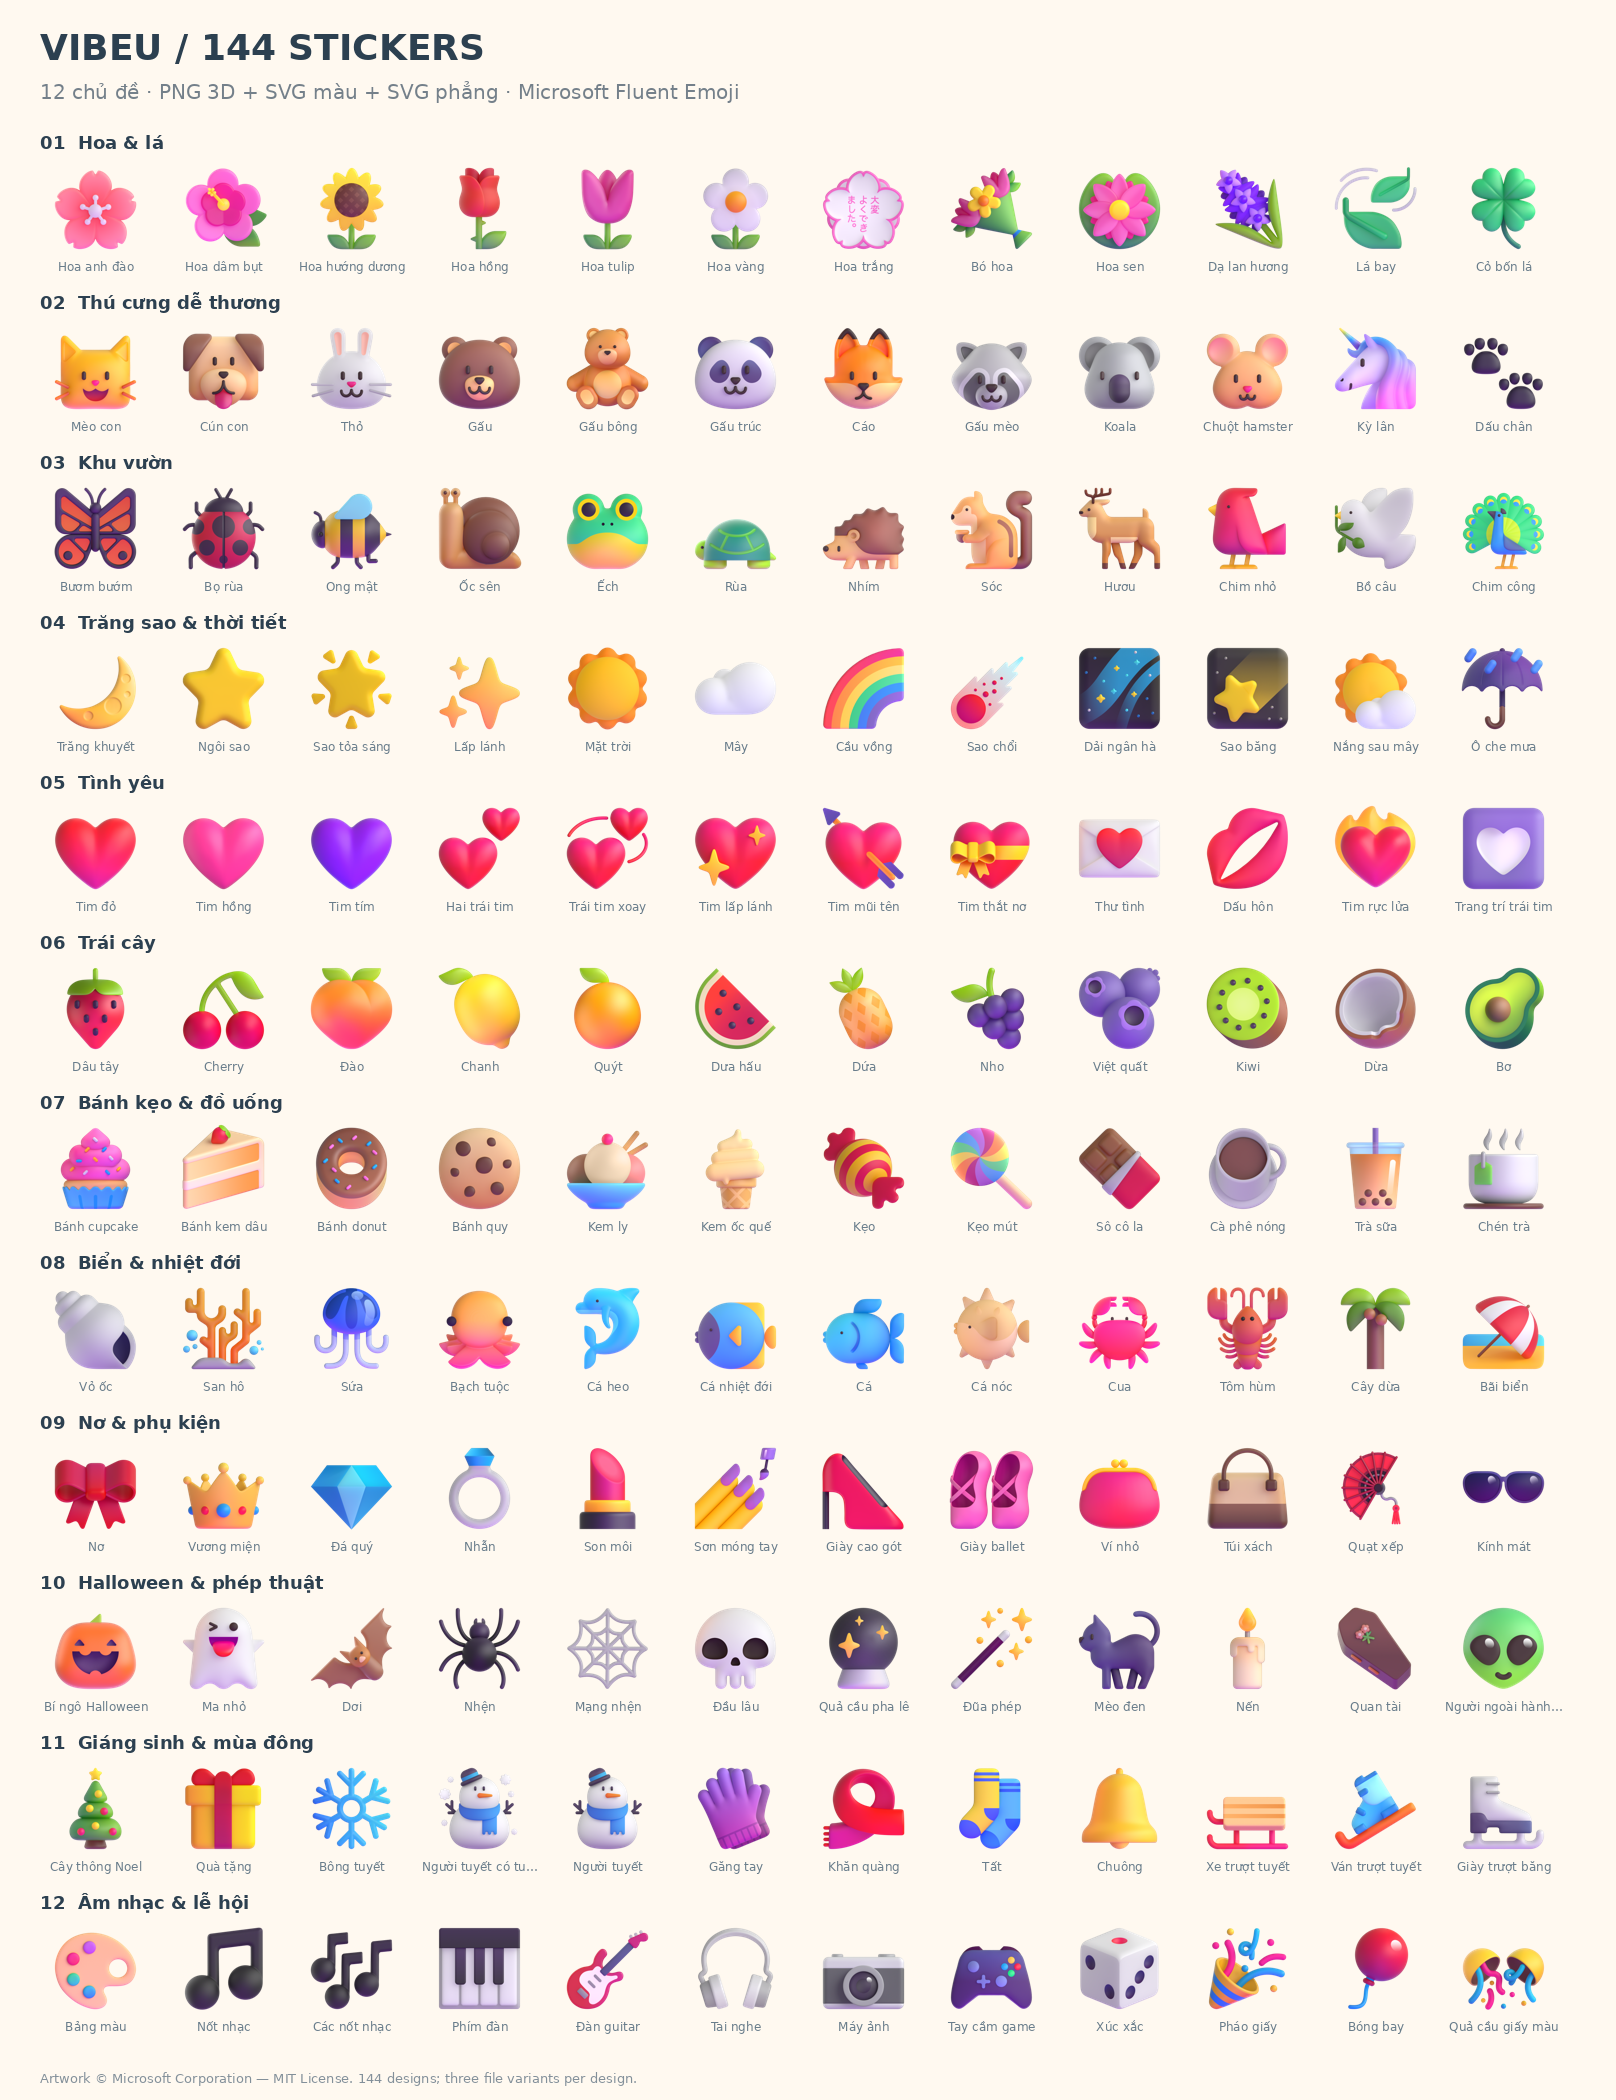 VIBEU / 144 STICKERS
12 chủ đề · PNG 3D + SVG màu + SVG phẳng · Microsoft Fluent Emoji
01 Hoa & lá
大変
よくでき
ました。
Hoa anh đào Hoa dâm bụt Hoa hướng dương Hoa hồng Hoa tulip Hoa vàng Hoa trắng Bó hoa Hoa sen Dạ lan hương Lá bay Cỏ bốn lá
02 Thú cưng dễ thương
Mèo con Cún con Thỏ Gấu Gấu bông Gấu trúc Cáo Gấu mèo Koala Chuột hamster Kỳ lân Dấu chân
03 Khu vườn
Bươm bướm Bọ rùa Ong mật Ốc sên Ếch Rùa Nhím Sóc Hươu Chim nhỏ Bồ câu Chim công
04 Trăng sao & thời tiết
Trăng khuyết Ngôi sao Sao tỏa sáng Lấp lánh Mặt trời Mây Cầu vồng Sao chổi Dải ngân hà Sao băng Nắng sau mây Ô che mưa
05 Tình yêu
Tim đỏ Tim hồng Tim tím Hai trái tim Trái tim xoay Tim lấp lánh Tim mũi tên Tim thắt nơ Thư tình Dấu hôn Tim rực lửa Trang trí trái tim
06 Trái cây
Dâu tây Cherry Đào Chanh Quýt Dưa hấu Dứa Nho Việt quất Kiwi Dừa Bơ
07 Bánh kẹo & đồ uống
Bánh cupcake Bánh kem dâu Bánh donut Bánh quy Kem ly Kem ốc quế Kẹo Kẹo mút Sô cô la Cà phê nóng Trà sữa Chén trà
08 Biển & nhiệt đới
Vỏ ốc San hô Sứa Bạch tuộc Cá heo Cá nhiệt đới Cá Cá nóc Cua Tôm hùm Cây dừa Bãi biển
09 Nơ & phụ kiện
Nơ Vương miện Đá quý Nhẫn Son môi Sơn móng tay Giày cao gót Giày ballet Ví nhỏ Túi xách Quạt xếp Kính mát
10 Halloween & phép thuật
Bí ngô Halloween Ma nhỏ Dơi Nhện Mạng nhện Đầu lâu Quả cầu pha lê Đũa phép Mèo đen Nến Quan tài Người ngoài hành…
11 Giáng sinh & mùa đông
Cây thông Noel Quà tặng Bông tuyết Người tuyết có tu… Người tuyết Găng tay Khăn quàng Tất Chuông Xe trượt tuyết Ván trượt tuyết Giày trượt băng
12 Âm nhạc & lễ hội
Bảng màu Nốt nhạc Các nốt nhạc Phím đàn Đàn guitar Tai nghe Máy ảnh Tay cầm game Xúc xắc Pháo giấy Bóng bay Quả cầu giấy màu
Artwork © Microsoft Corporation — MIT License. 144 designs; three file variants per design.